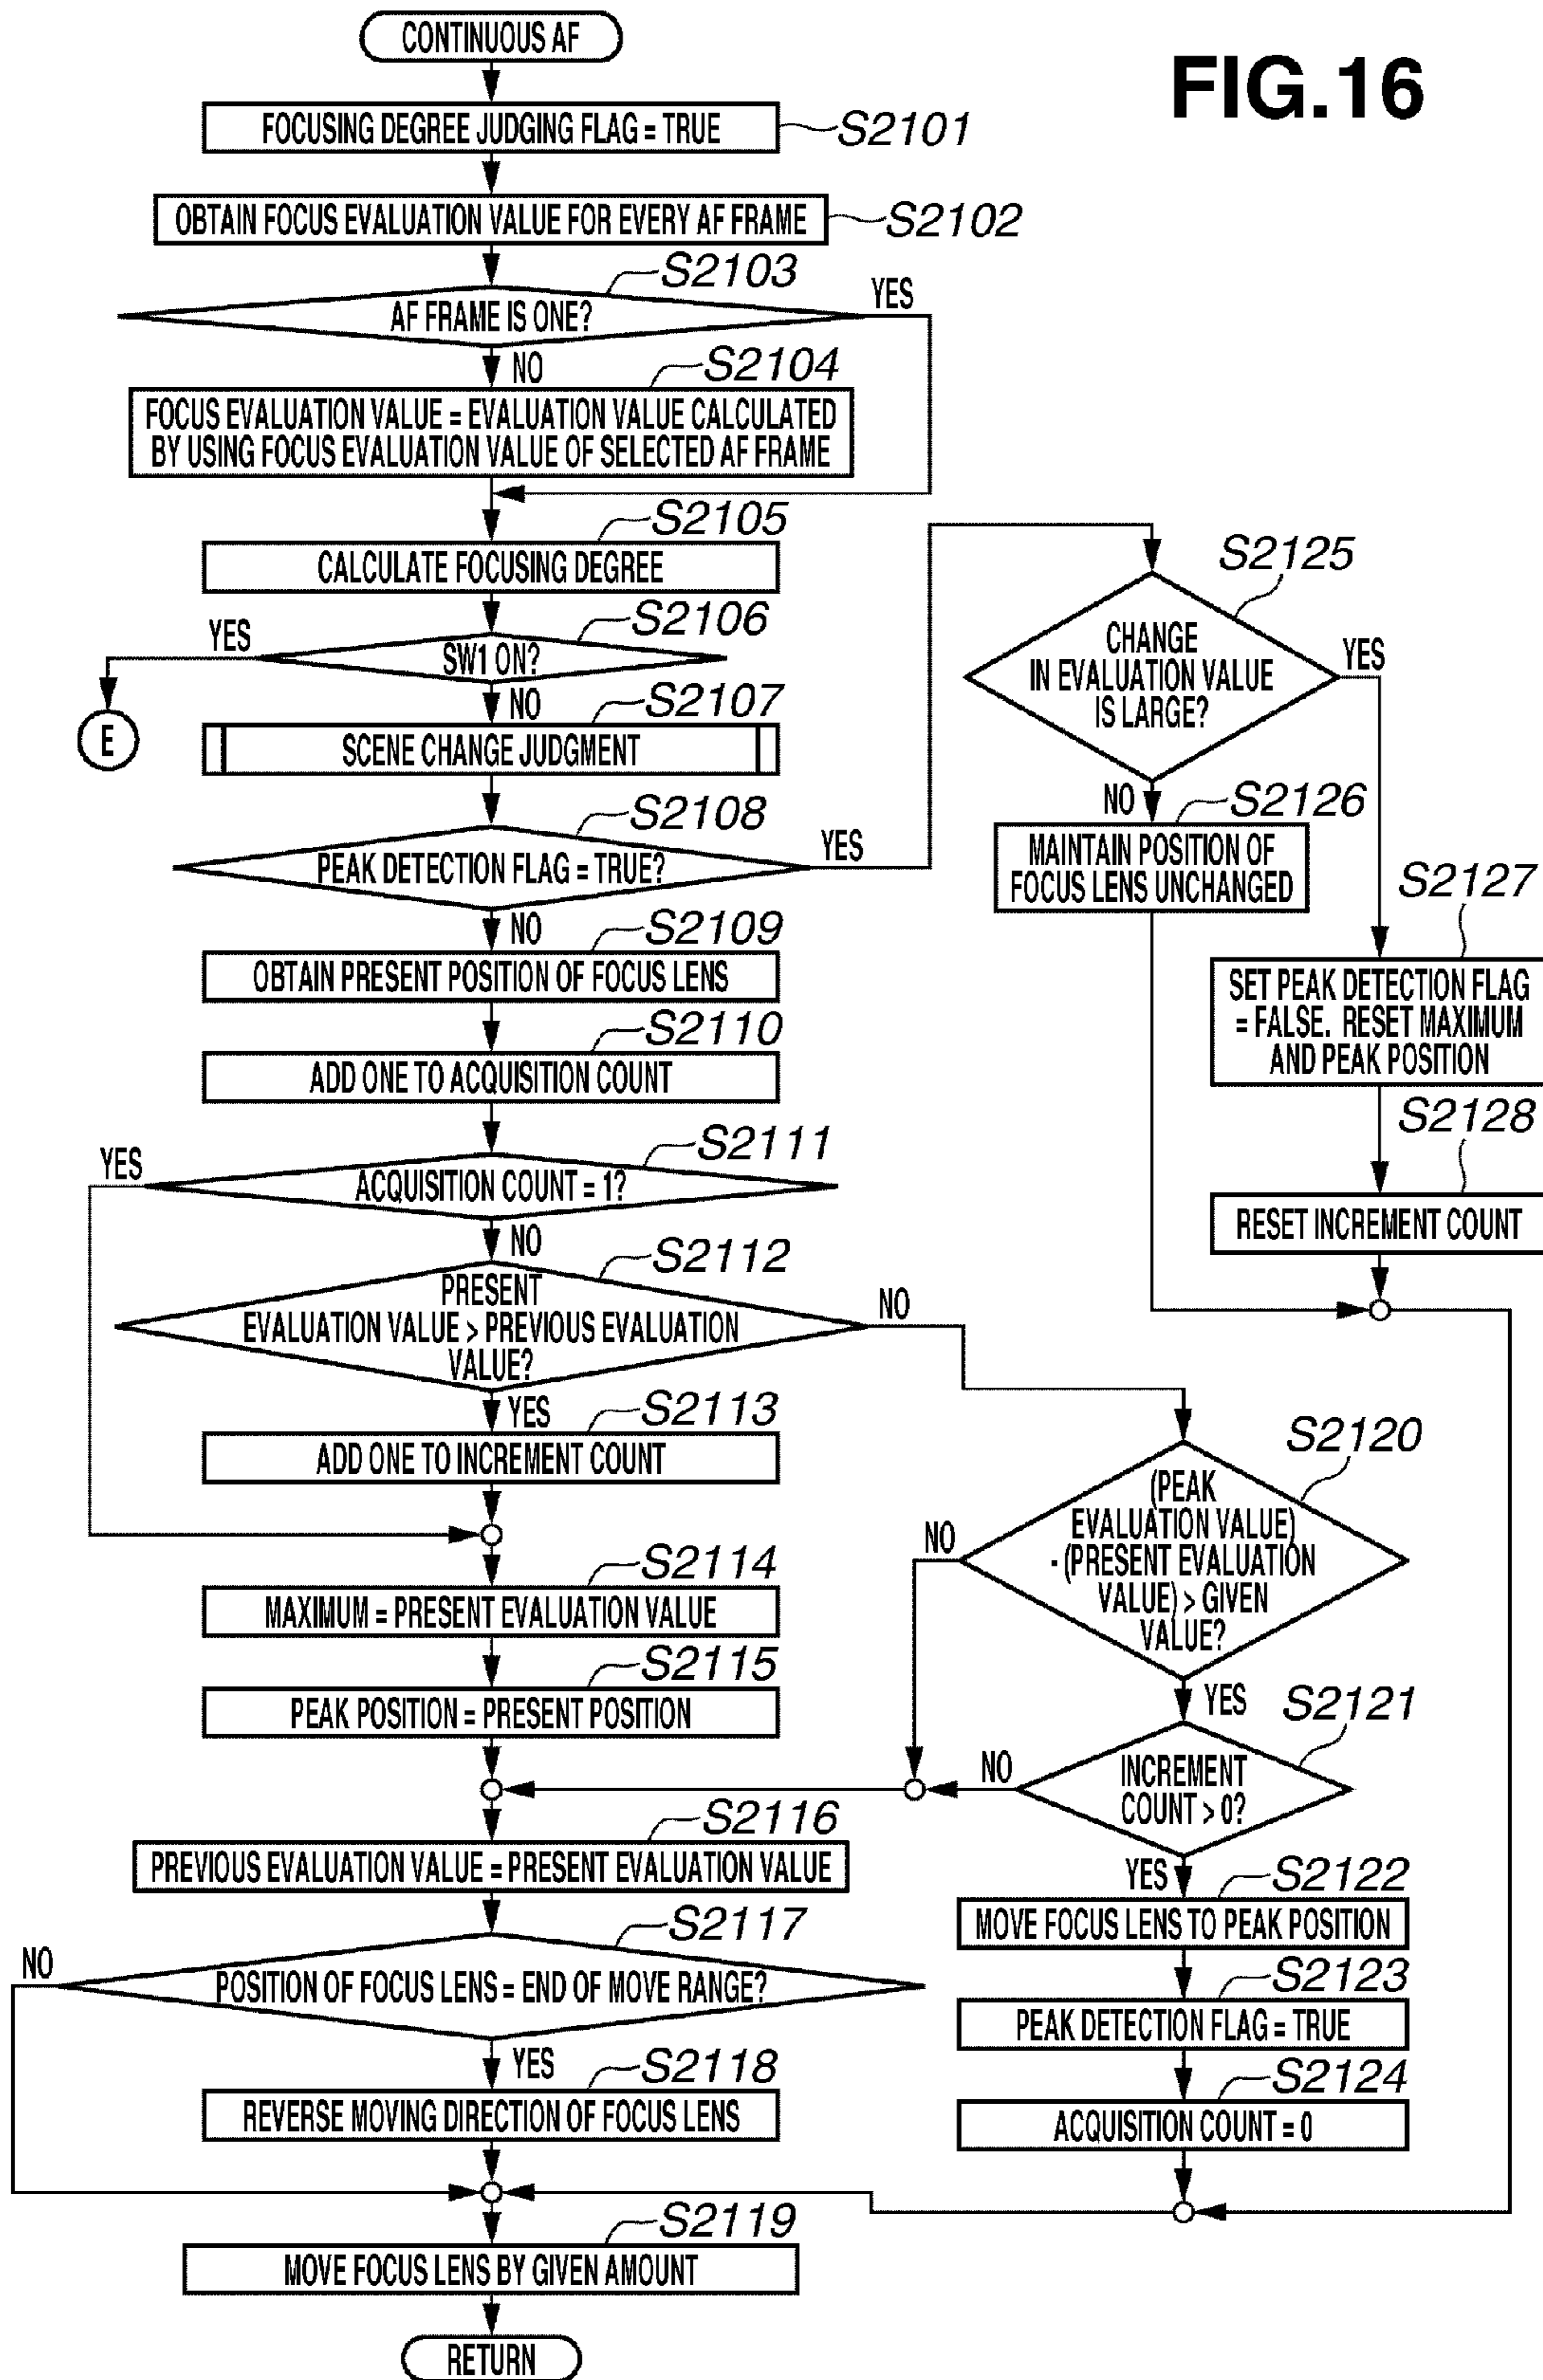 FIG.16
CONTINUOUS AF
FOCUSING DEGREE JUDGING FLAG = TRUE
S2101
OBTAIN FOCUS EVALUATION VALUE FOR EVERY AF FRAME
S2102
S2103
AF FRAME IS ONE?
YES
NO
S2104
FOCUS EVALUATION VALUE = EVALUATION VALUE CALCULATED
BY USING FOCUS EVALUATION VALUE OF SELECTED AF FRAME
S2105
CALCULATE FOCUSING DEGREE
S2106
YES
SW1 ON?
E
NO
S2107
SCENE CHANGE JUDGMENT
S2108
PEAK DETECTION FLAG = TRUE?
YES
NO
S2109
OBTAIN PRESENT POSITION OF FOCUS LENS
S2110
ADD ONE TO ACQUISITION COUNT
S2111
YES
ACQUISITION COUNT = 1?
NO
S2112
PRESENT
EVALUATION VALUE > PREVIOUS EVALUATION
VALUE?
NO
YES
S2113
ADD ONE TO INCREMENT COUNT
S2114
MAXIMUM = PRESENT EVALUATION VALUE
S2115
PEAK POSITION = PRESENT POSITION
S2116
PREVIOUS EVALUATION VALUE = PRESENT EVALUATION VALUE
S2117
NO
POSITION OF FOCUS LENS = END OF MOVE RANGE?
YES
S2118
REVERSE MOVING DIRECTION OF FOCUS LENS
S2119
MOVE FOCUS LENS BY GIVEN AMOUNT
RETURN
S2125
CHANGE
IN EVALUATION VALUE
IS LARGE?
YES
NO
S2126
MAINTAIN POSITION OF
FOCUS LENS UNCHANGED
S2127
SET PEAK DETECTION FLAG
= FALSE. RESET MAXIMUM
AND PEAK POSITION
S2128
RESET INCREMENT COUNT
S2120
(PEAK
EVALUATION VALUE)
- (PRESENT EVALUATION
VALUE) > GIVEN
VALUE?
NO
YES
S2121
INCREMENT
COUNT > 0?
NO
YES
S2122
MOVE FOCUS LENS TO PEAK POSITION
S2123
PEAK DETECTION FLAG = TRUE
S2124
ACQUISITION COUNT = 0